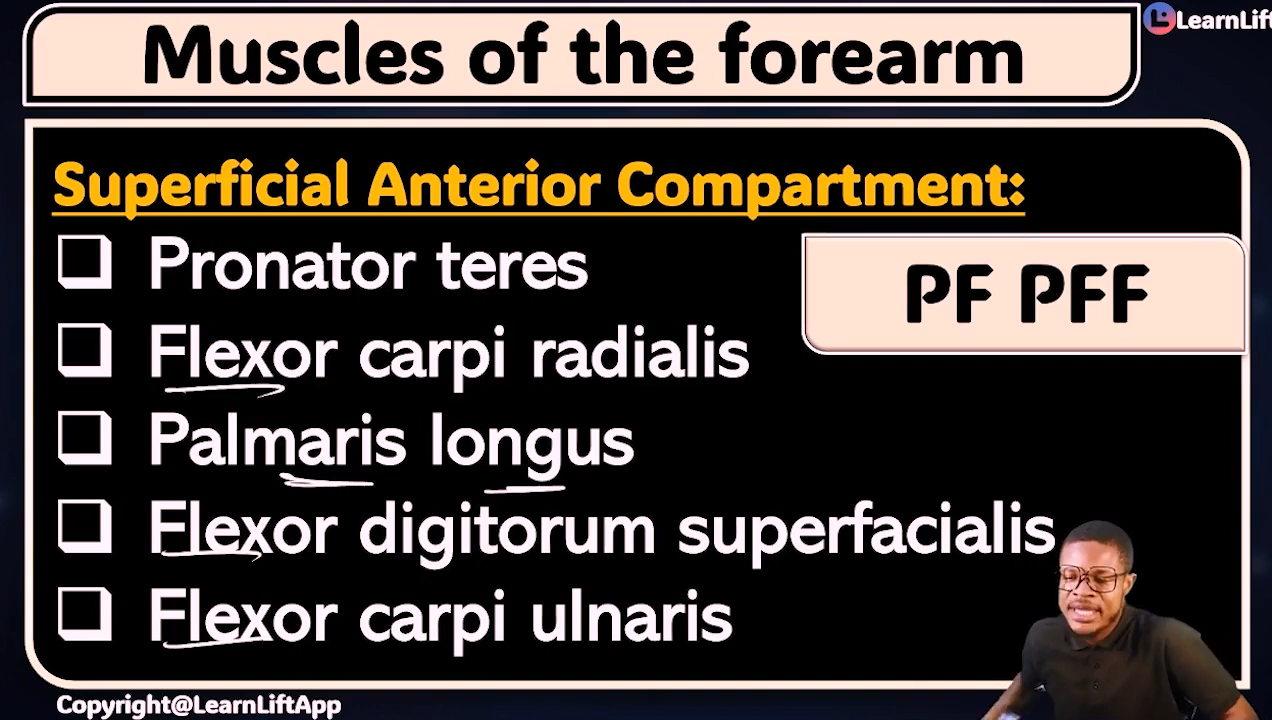 LearnLift
Muscles of the forearm
Superficial Anterior Compartment:
Pronator teres
PF PFF
Flexor carpi radialis
Palmaris longus
Flexor digitorum superfacialis
Flexor carpi ulnaris
Copyright@LearnLiftApp